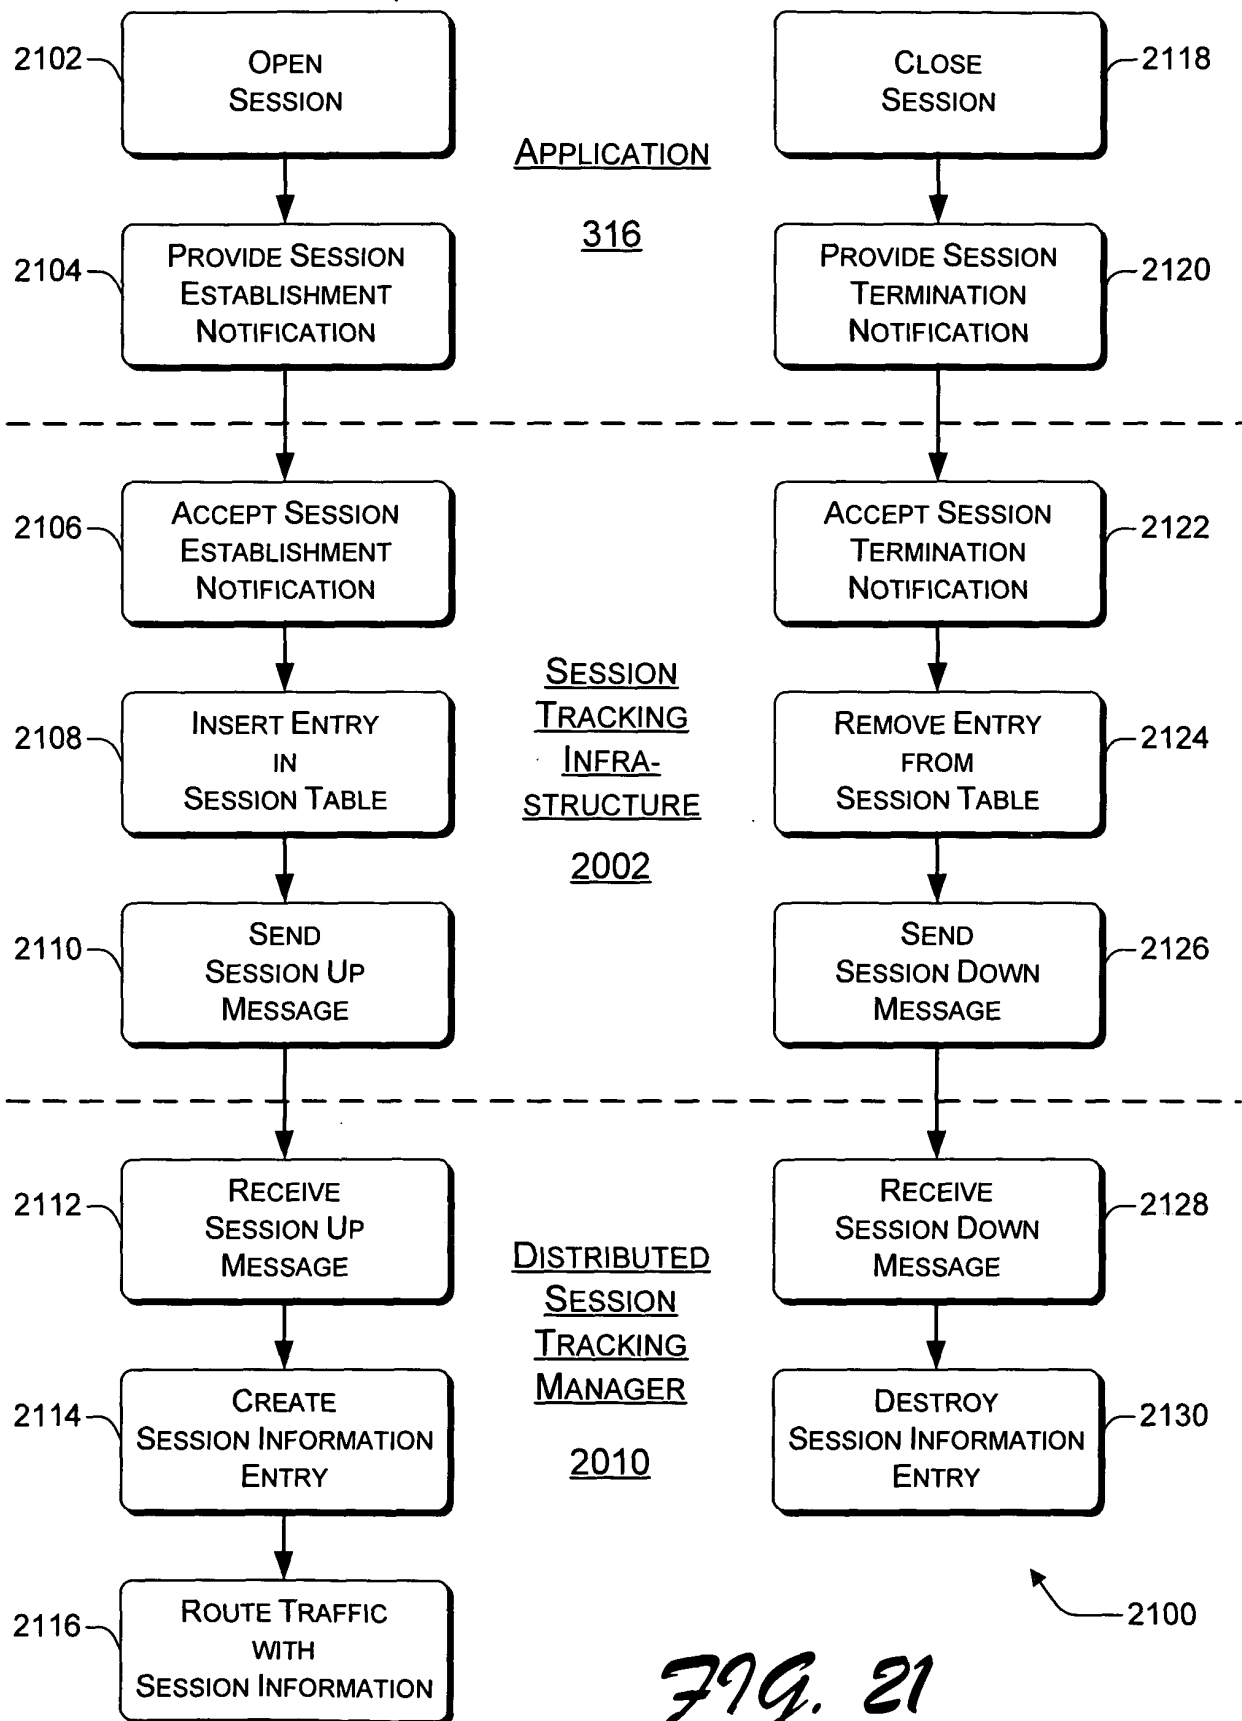 2102
OPEN
SESSION
CLOSE
SESSION
2118
APPLICATION
316
2104
PROVIDE SESSION
ESTABLISHMENT
NOTIFICATION
PROVIDE SESSION
TERMINATION
NOTIFICATION
2120
2106
ACCEPT SESSION
ESTABLISHMENT
NOTIFICATION
ACCEPT SESSION
TERMINATION
NOTIFICATION
2122
SESSION
TRACKING
INFRA-
STRUCTURE
2002
2108
INSERT ENTRY
IN
SESSION TABLE
REMOVE ENTRY
FROM
SESSION TABLE
2124
2110
SEND
SESSION UP
MESSAGE
SEND
SESSION DOWN
MESSAGE
2126
2112
RECEIVE
SESSION UP
MESSAGE
RECEIVE
SESSION DOWN
MESSAGE
2128
DISTRIBUTED
SESSION
TRACKING
MANAGER
2010
2114
CREATE
SESSION INFORMATION
ENTRY
DESTROY
SESSION INFORMATION
ENTRY
2130
2116
ROUTE TRAFFIC
WITH
SESSION INFORMATION
2100
FIG. 21